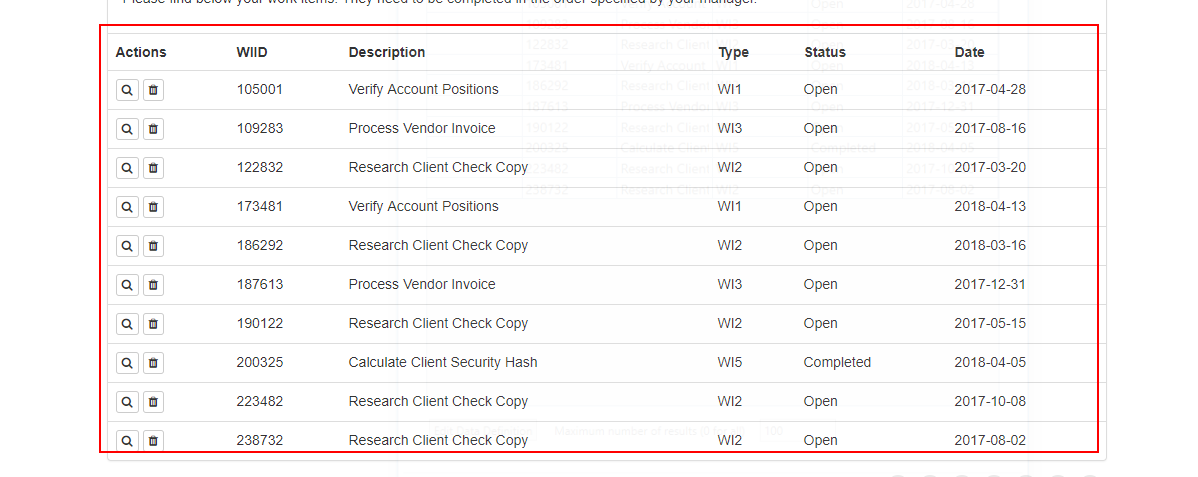 Please find below your work items. They need to be completed in the order specified by your manager.
Actions WIID Description Type Status Date
105001 Verify Account Positions WI1 Open 2017-04-28
109283 Process Vendor Invoice WI3 Open 2017-08-16
122832 Research Client Check Copy WI2 Open 2017-03-20
173481 Verify Account Positions WI1 Open 2018-04-13
186292 Research Client Check Copy WI2 Open 2018-03-16
187613 Process Vendor Invoice WI3 Open 2017-12-31
190122 Research Client Check Copy WI2 Open 2017-05-15
200325 Calculate Client Security Hash WI5 Completed 2018-04-05
223482 Research Client Check Copy WI2 Open 2017-10-08
238732 Research Client Check Copy WI2 Open 2017-08-02